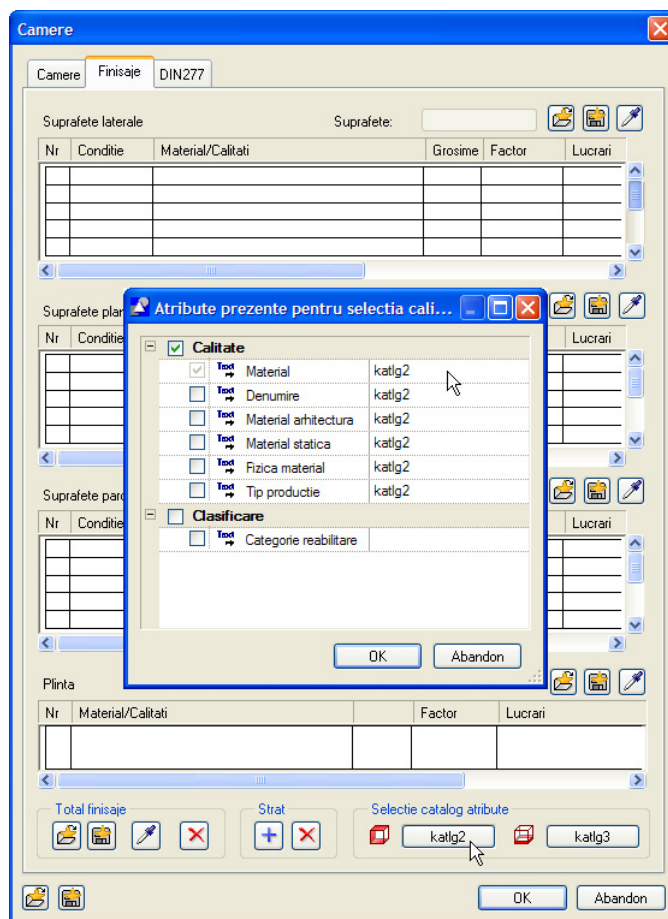 Camere
Camere Finisaje DIN277
Suprafete laterale Suprafete:
Nr Conditie Material/Calitati Grosime Factor Lucrari
Atribute prezente pentru selectia cali...
Suprafete plan
Nr Conditie Lucrari
Calitate
Material katlg2
Denumire katlg2
Material arhitectura katlg2
Material statica katlg2
Fizica material katlg2
Tip productie katlg2
Suprafete pard
Nr Conditie Lucrari
Clasificare
Categorie reabilitare
OK Abandon
Plinta
Nr Material/Calitati Factor Lucrari
Total finisaje Strat Selectie catalog atribute
katlg2 katlg3
OK Abandon